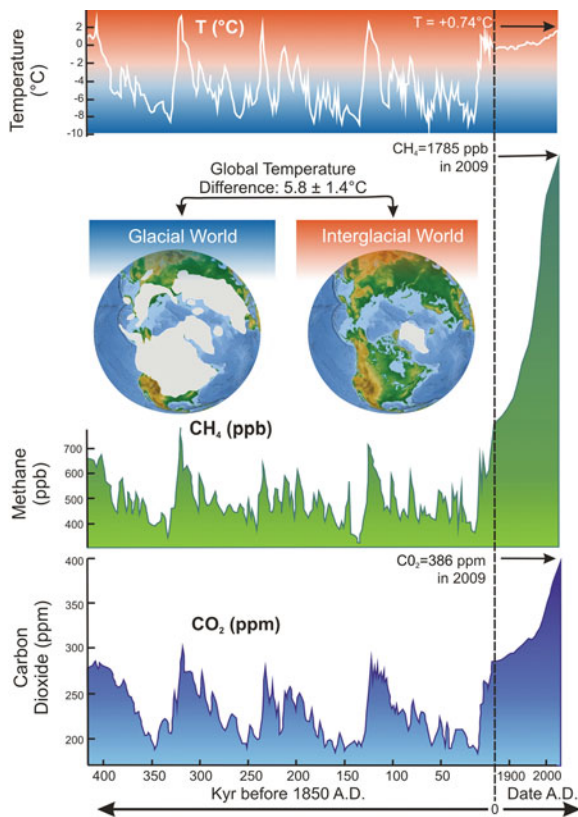 T (°C)
T = +0.74°C
Temperature
(°C)
2
0
-2
-4
-6
-8
-10
CH₄=1785 ppb
in 2009
Global Temperature
Difference: 5.8 ± 1.4°C
Glacial World
Interglacial World
CH₄ (ppb)
Methane
(ppb)
700
600
500
400
C0₂=386 ppm
in 2009
CO₂ (ppm)
Carbon
Dioxide (ppm)
400
350
300
250
200
400 350 300 250 200 150 100 50 1900 2000
Kyr before 1850 A.D. 0 Date A.D.